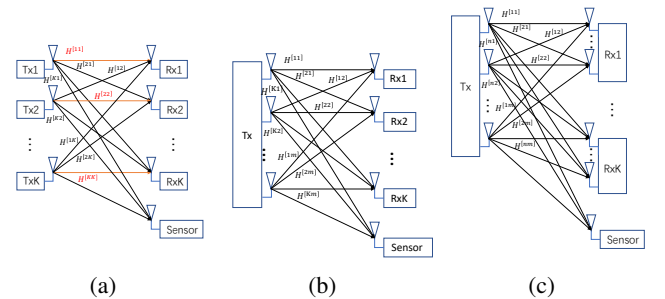 H[11]
H[21]
H[12]
Tx1
Rx1
H[K1]
H[22]
Tx2
Rx2
H[K2]
H[1K]
H[2K]
TxK
RxK
H[KK]
Sensor
(a)
H[11]
H[21]
H[12]
Rx1
H[K1]
H[22]
Rx2
Tx
H[K2]
H[1m]
H[2m]
RxK
H[Km]
Sensor
(b)
H[11]
H[21]
H[n1]
H[12]
Rx1
H[22]
Tx
H[n2]
H[1m]
H[2m]
RxK
H[nm]
Sensor
(c)